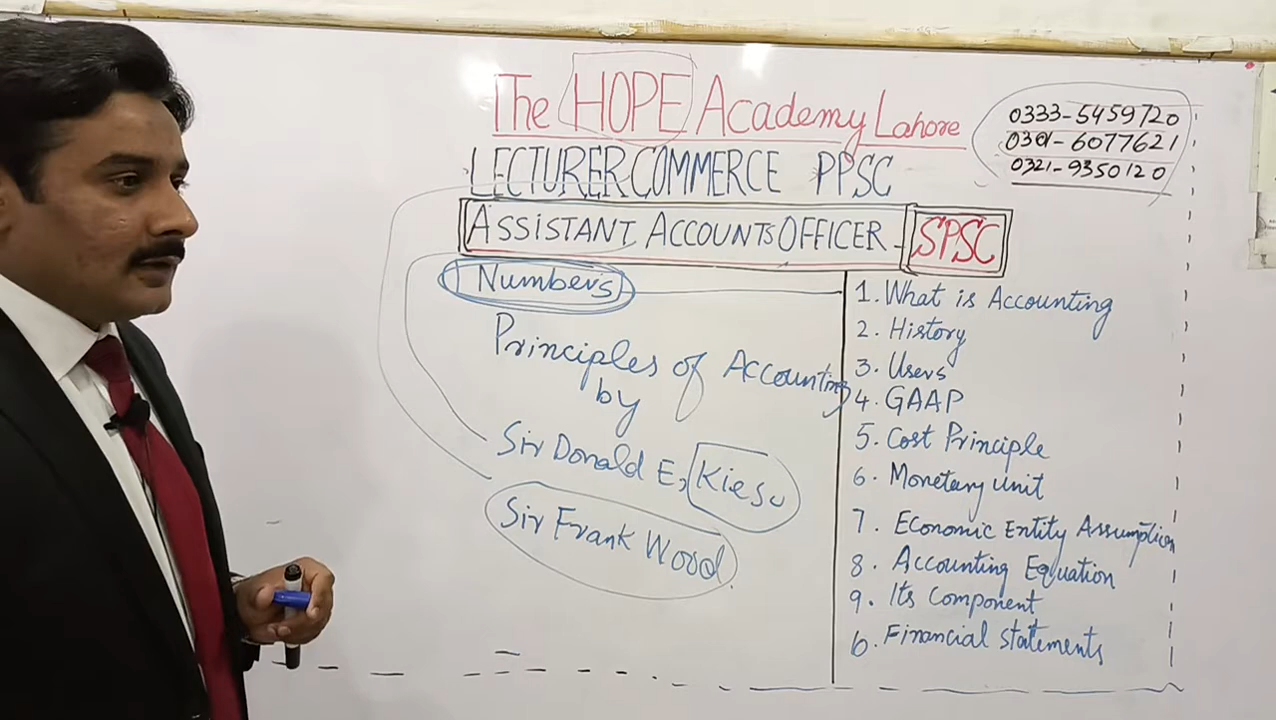 The HOPE Academy Lahore
0333-5459720
0301-6077621
0321-9350120
LECTURER COMMERCE PPSC
ASSISTANT ACCOUNTS OFFICER - SPSC
Numbers
Principles of Accounting
by
Sir Donald E, Kieso
Sir Frank Wood.
1. What is Accounting
2. History
3. Users
4. GAAP
5. Cost Principle
6. Monetary unit
7. Economic Entity Assumption
8. Accounting Equation
9. Its Component
10. Financial statements